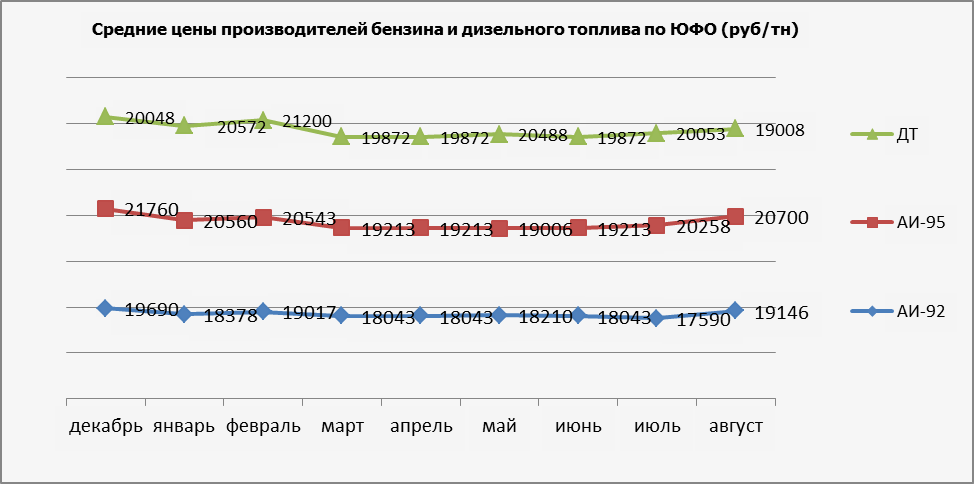 Средние цены производителей бензина и дизельного топлива по ЮФО (руб/тн)
20048 20572 21200 19872 19872 20488 19872 20053 19008
ДТ
21760 20560 20543 19213 19213 19006 19213 20258 20700
АИ-95
19690 18378 19017 18043 18043 18210 18043 17590 19146
АИ-92
декабрь январь февраль март апрель май июнь июль август